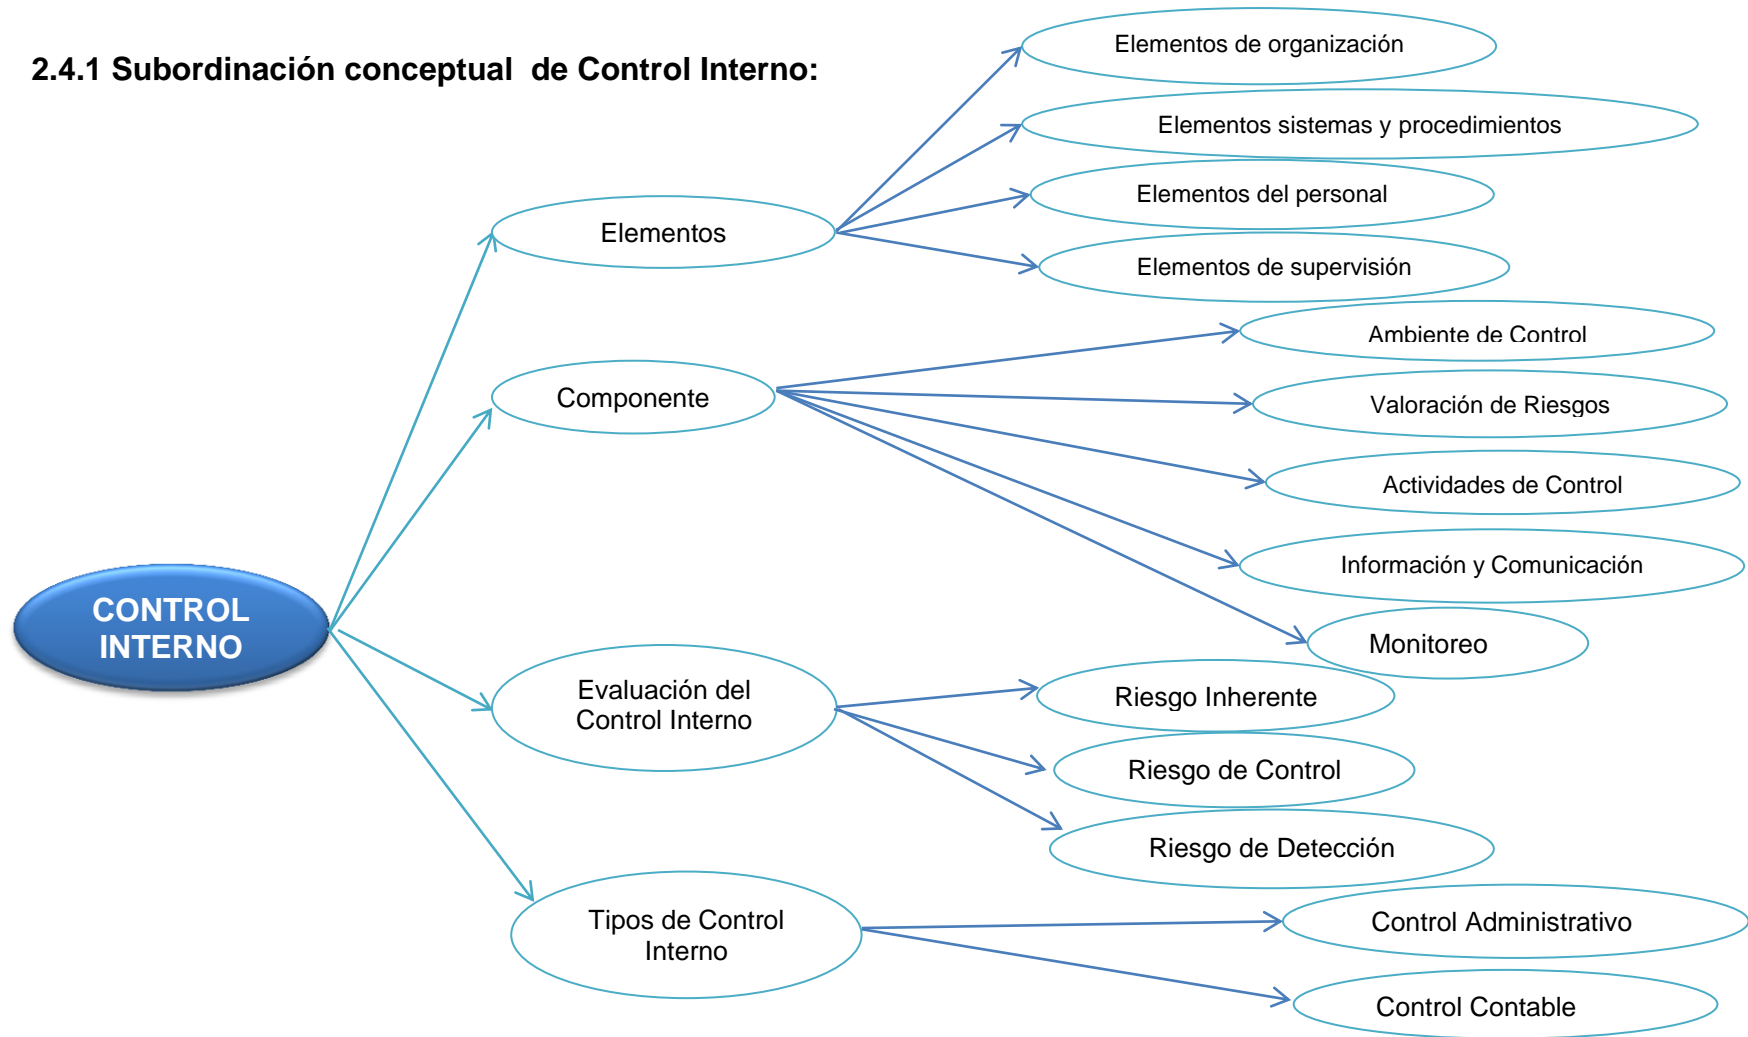 2.4.1 Subordinación conceptual  de Control Interno:
Elementos de organización
Elementos sistemas y procedimientos
Elementos del personal
Elementos
Elementos de supervisión
Ambiente de Control
Componente
Valoración de Riesgos
Actividades de Control
Información y Comunicación
CONTROL
INTERNO
Monitoreo
Evaluación del
Control Interno
Riesgo Inherente
Riesgo de Control
Riesgo de Detección
Tipos de Control
Interno
Control Administrativo
Control Contable